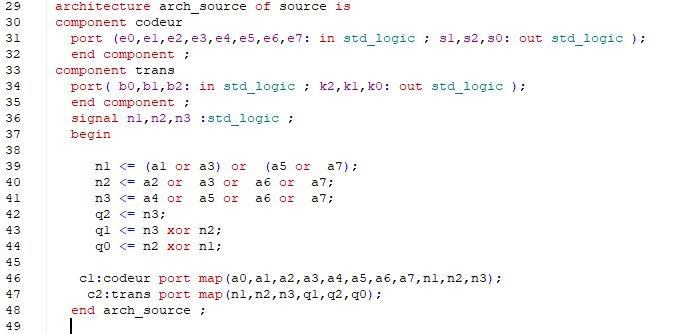 29 architecture arch_source of source is
30 component codeur
31 port (e0,e1,e2,e3,e4,e5,e6,e7: in std_logic ; s1,s2,s0: out std_logic );
32 end component ;
33 component trans
34 port( b0,b1,b2: in std_logic ; k2,k1,k0: out std_logic );
35 end component ;
36 signal n1,n2,n3 :std_logic ;
37 begin
38
39 n1 <= (a1 or a3) or (a5 or a7);
40 n2 <= a2 or a3 or a6 or a7;
41 n3 <= a4 or a5 or a6 or a7;
42 q2 <= n3;
43 q1 <= n3 xor n2;
44 q0 <= n2 xor n1;
45
46 c1:codeur port map(a0,a1,a2,a3,a4,a5,a6,a7,n1,n2,n3);
47 c2:trans port map(n1,n2,n3,q1,q2,q0);
48 end arch_source ;
49